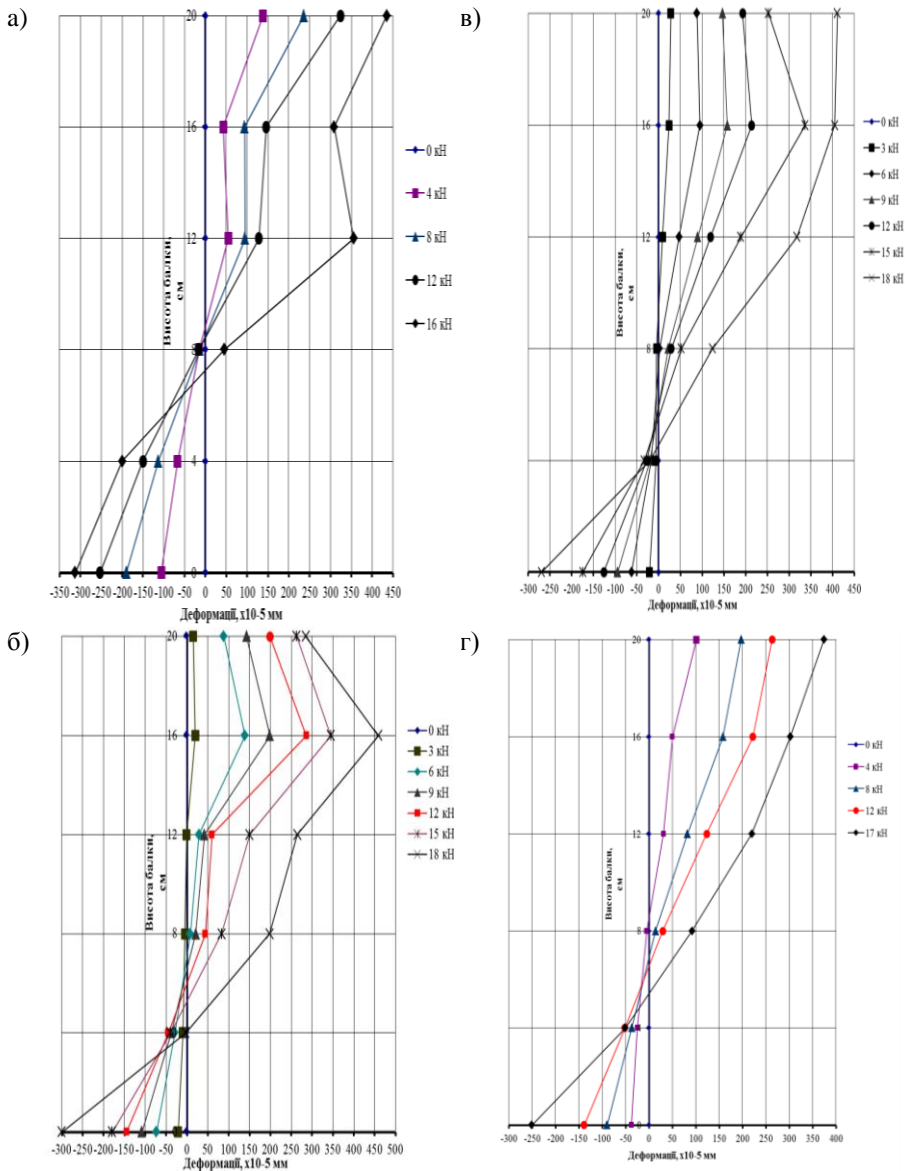 а)
20
16
12
8
4
0
Висота балки,
см
-350 -300 -250 -200 -150 -100 -50 0 50 100 150 200 250 300 350 400 450
Деформації, х10-5 мм
0 кН
4 кН
8 кН
12 кН
16 кН
в)
20
16
12
8
Висота балки,
см
-300 -250 -200 -150 -100 -50 0 50 100 150 200 250 300 350 400 450
Деформації, х10-5 мм
0 кН
3 кН
6 кН
9 кН
12 кН
15 кН
18 кН
б)
20
16
12
8
Висота балки,
см
-300 -250 -200 -150 -100 -50 0 50 100 150 200 250 300 350 400 450 500
Деформації, х10-5 мм
0 кН
3 кН
6 кН
9 кН
12 кН
15 кН
18 кН
г)
20
16
12
8
4
0
Висота балки,
см
-300 -250 -200 -150 -100 -50 0 50 100 150 200 250 300 350 400
Деформації, х10-5 мм
0 кН
4 кН
8 кН
12 кН
17 кН